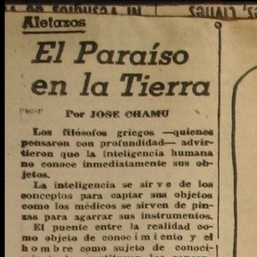 Aletazos
El Paraíso
en la Tierra
Por JOSE CHAMU
Los filósofos griegos —quienes
pensaron con profundidad— advir-
tieron que la inteligencia humana
no conoce inmediatamente sus ob-
jetos.
La inteligencia se sirve de los
conceptos para captar sus objetos
como los médicos se sirven de pin-
zas para agarrar sus instrumentos.
El puente entre la realidad co-
mo objeto de conocimiento y el
hombre como sujeto de conoci-